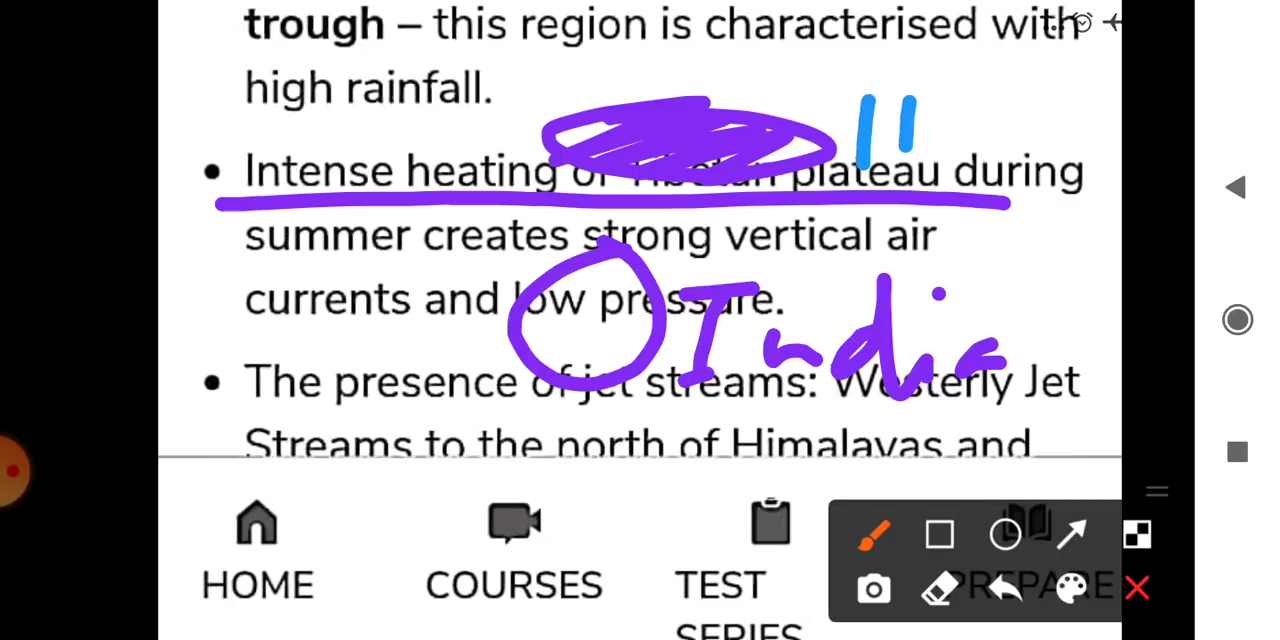 trough – this region is characterised with
high rainfall.
• Intense heating of Tibetan plateau during
summer creates strong vertical air
currents and low pressure.
India
• The presence of jet streams: Westerly Jet
Streams to the north of Himalayas and
HOME COURSES TEST SERIES PREPARE